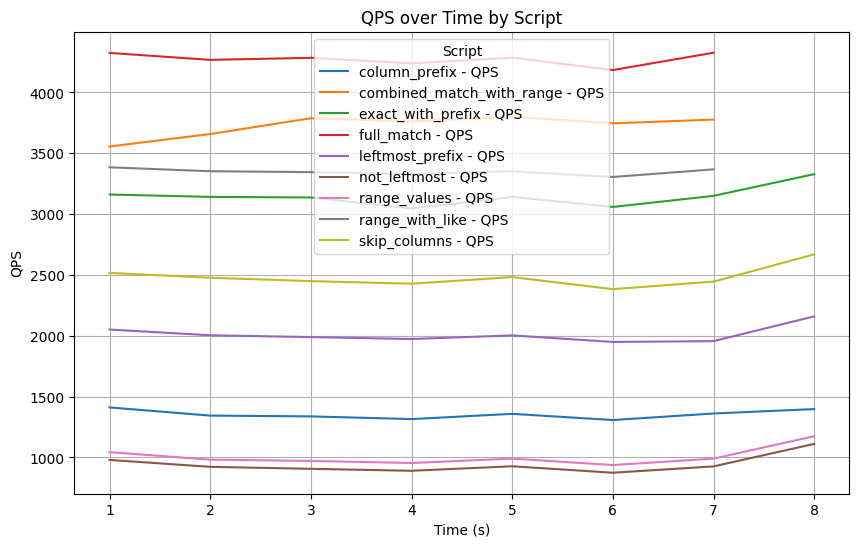 QPS over Time by Script
Script
column_prefix - QPS
combined_match_with_range - QPS
exact_with_prefix - QPS
full_match - QPS
leftmost_prefix - QPS
not_leftmost - QPS
range_values - QPS
range_with_like - QPS
skip_columns - QPS
QPS
4000
3500
3000
2500
2000
1500
1000
1 2 3 4 5 6 7 8
Time (s)